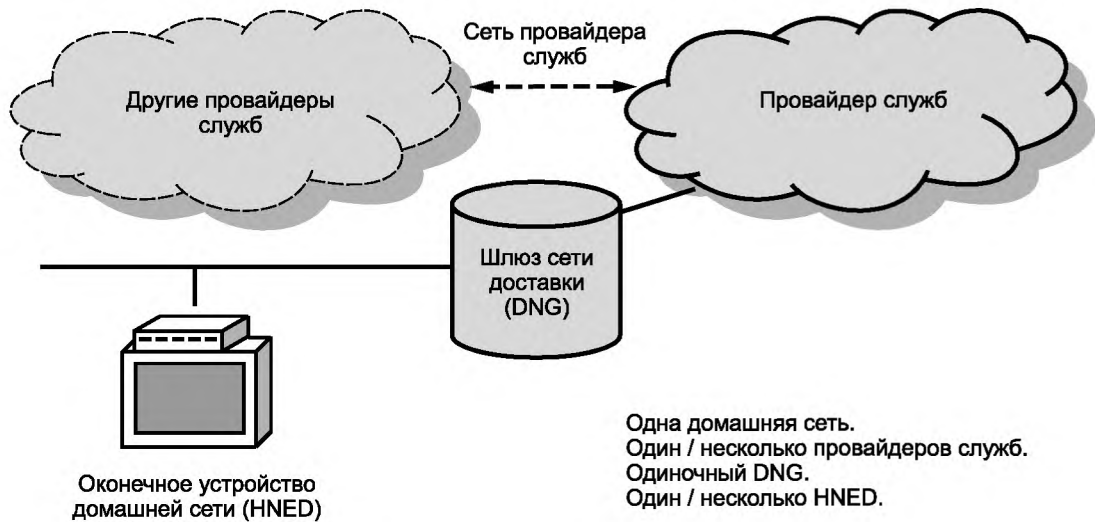 Сеть провайдера
служб
Другие провайдеры
служб
Провайдер служб
Шлюз сети
доставки
(DNG)
Оконечное устройство
домашней сети (HNED)
Одна домашняя сеть.
Один / несколько провайдеров служб.
Одиночный DNG.
Один / несколько HNED.